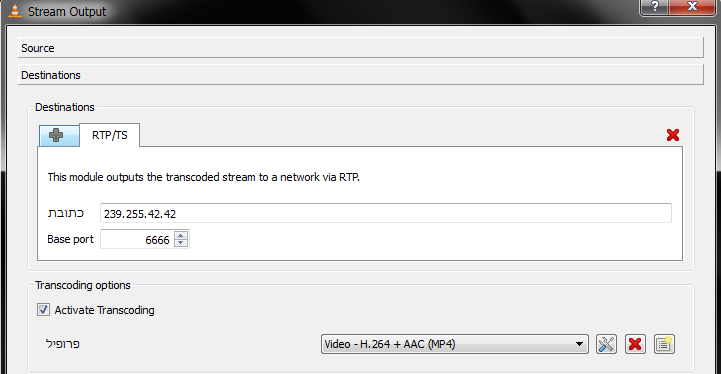 Stream Output
Source
Destinations
Destinations
RTP/TS
This module outputs the transcoded stream to a network via RTP.
כתובת 239.255.42.42
Base port 6666
Transcoding options
Activate Transcoding
פרופיל Video - H.264 + AAC (MP4)